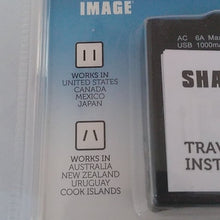 IMAGE
WORKS IN
UNITED STATES
CANADA
MEXICO
JAPAN
WORKS IN
AUSTRALIA
NEW ZEALAND
URUGUAY
COOK ISLANDS
AC 6A Ma
USB 1000m
SHA
TRAV
INST